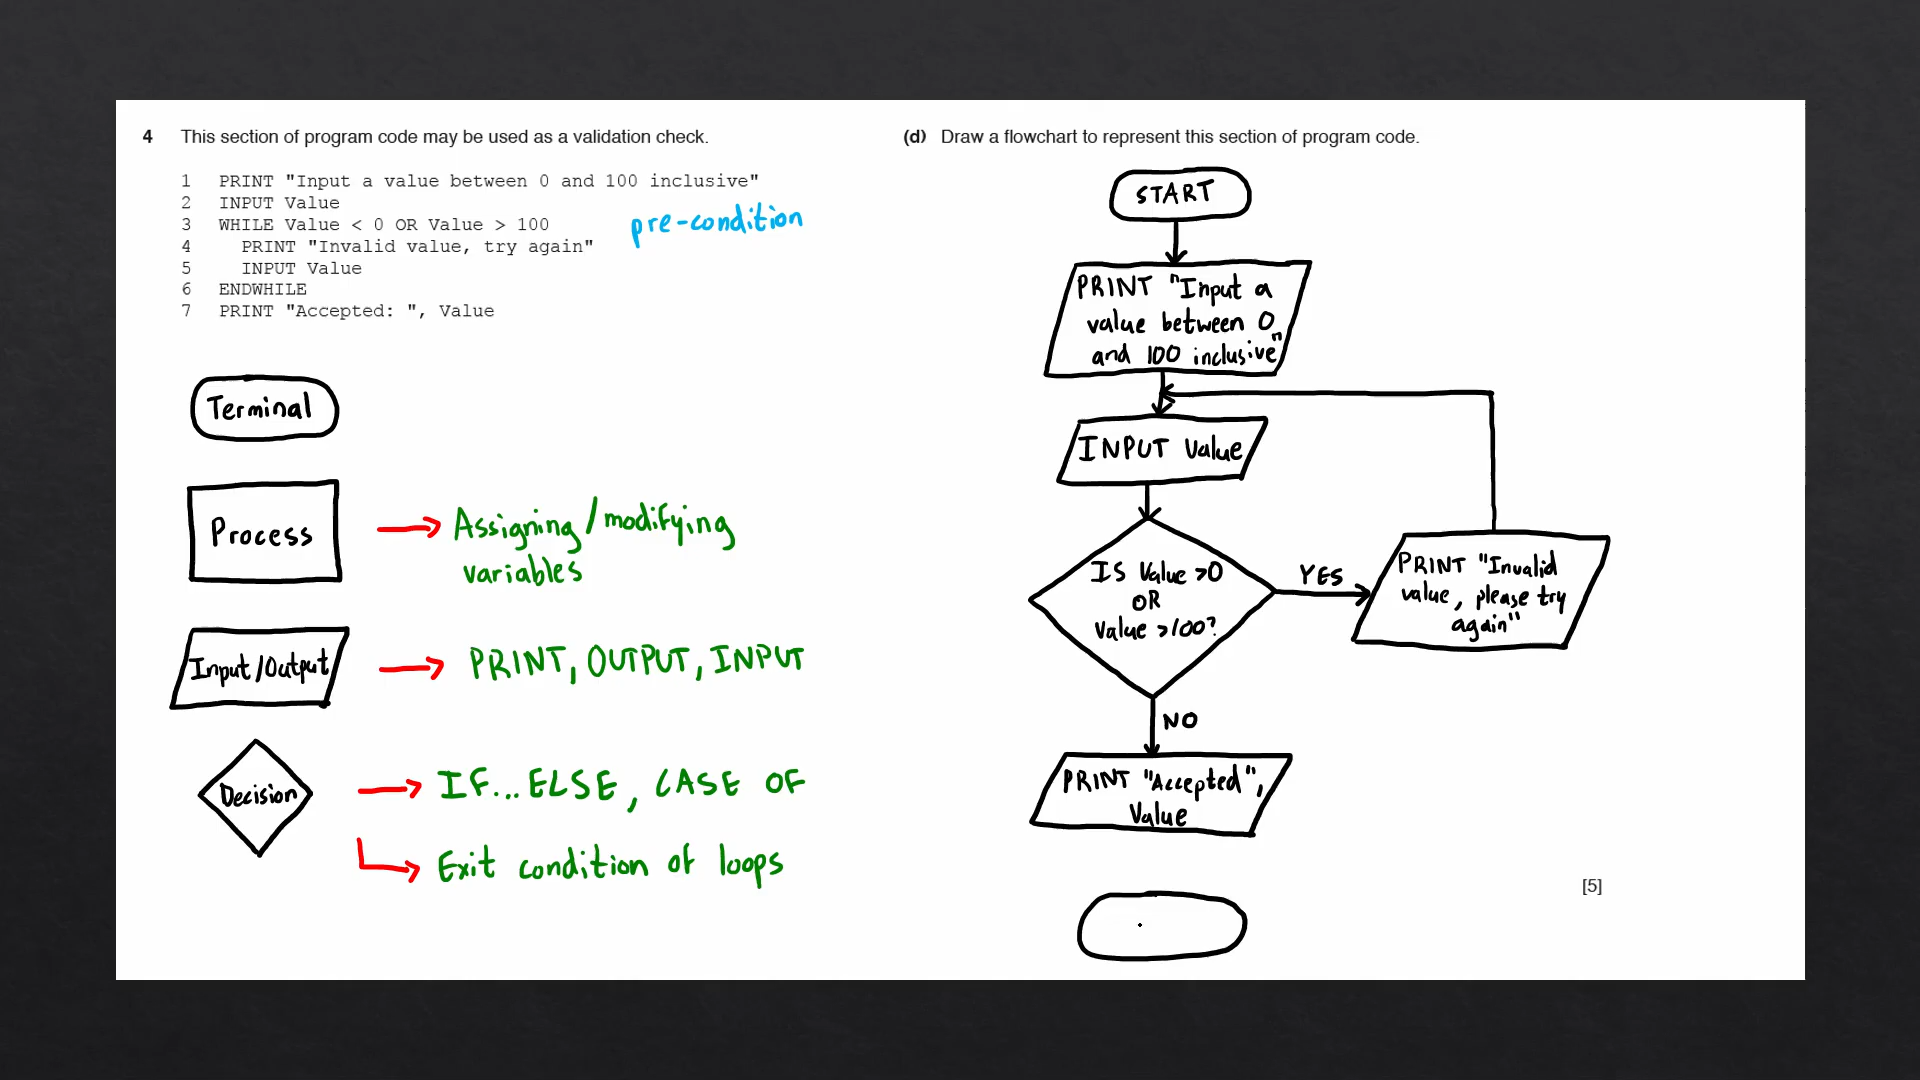 4 This section of program code may be used as a validation check.
1 PRINT "Input a value between 0 and 100 inclusive"
2 INPUT Value
3 WHILE Value < 0 OR Value > 100
pre-condition
4 PRINT "Invalid value, try again"
5 INPUT Value
6 ENDWHILE
7 PRINT "Accepted: ", Value
Terminal
Process
Assigning/modifying
variables
Input/Output
PRINT, OUTPUT, INPUT
Decision
IF...ELSE, CASE OF
Exit condition of loops
(d) Draw a flowchart to represent this section of program code.
START
PRINT "Input a
value between 0
and 100 inclusive"
INPUT Value
IS Value >0
OR
Value >100?
YES
PRINT "Invalid
value, please try
again"
NO
PRINT "Accepted",
Value
[5]